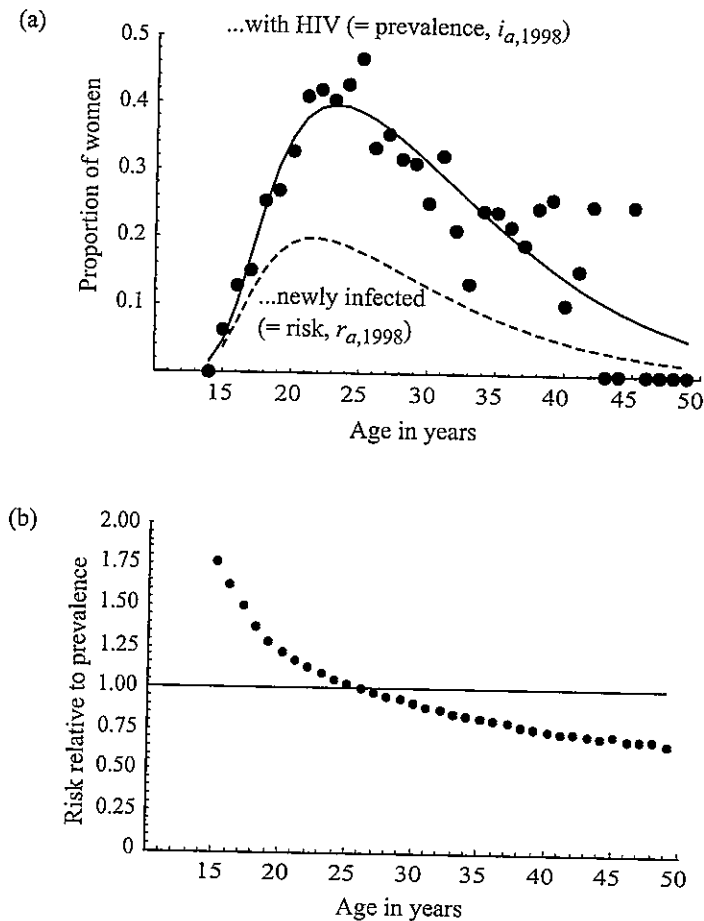 (a)
...with HIV (= prevalence, i_a,1998)
0.5
0.4
0.3
0.2
0.1
Proportion of women
...newly infected
(= risk, r_a,1998)
15 20 25 30 35 40 45 50
Age in years
(b)
2.00
1.75
1.50
1.25
1.00
0.75
0.50
0.25
0
Risk relative to prevalence
15 20 25 30 35 40 45 50
Age in years